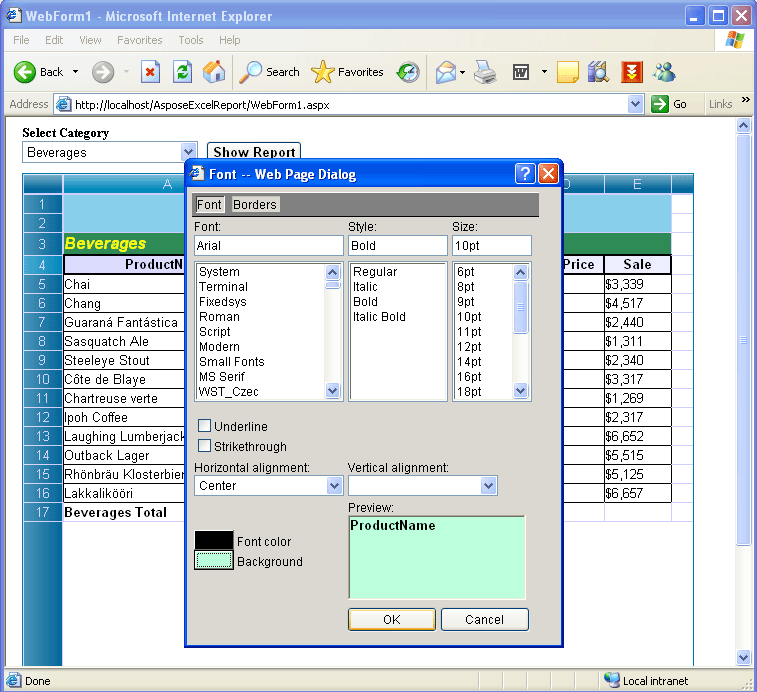 WebForm1 - Microsoft Internet Explorer
File Edit View Favorites Tools Help
Back Search Favorites
Address http://localhost/AsposeExcelReport/WebForm1.aspx Go Links »
Select Category
Beverages Show Report
A D E
1
2
3 Beverages
4 ProductN Price Sale
5 Chai $3,339
6 Chang $4,517
7 Guaraná Fantástica $2,440
8 Sasquatch Ale $1,311
9 Steeleye Stout $2,340
10 Côte de Blaye $3,317
11 Chartreuse verte $1,269
12 Ipoh Coffee $2,317
13 Laughing Lumberjack $6,652
14 Outback Lager $5,515
15 Rhönbräu Klosterbier $5,125
16 Lakkalikööri $6,657
17 Beverages Total
Font -- Web Page Dialog
Font Borders
Font: Style: Size:
Arial Bold 10pt
System Regular 6pt
Terminal Italic 8pt
Fixedsys Bold 9pt
Roman Italic Bold 10pt
Script 11pt
Modern 12pt
Small Fonts 14pt
MS Serif 16pt
WST_Czec 18pt
Underline
Strikethrough
Horizontal alignment: Vertical alignment:
Center
Preview:
ProductName
Font color
Background
OK Cancel
Done Local intranet